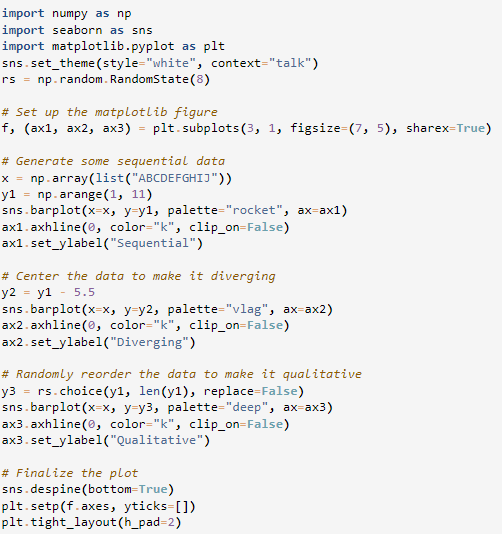 import numpy as np
import seaborn as sns
import matplotlib.pyplot as plt
sns.set_theme(style="white", context="talk")
rs = np.random.RandomState(8)

# Set up the matplotlib figure
f, (ax1, ax2, ax3) = plt.subplots(3, 1, figsize=(7, 5), sharex=True)

# Generate some sequential data
x = np.array(list("ABCDEFGHIJ"))
y1 = np.arange(1, 11)
sns.barplot(x=x, y=y1, palette="rocket", ax=ax1)
ax1.axhline(0, color="k", clip_on=False)
ax1.set_ylabel("Sequential")

# Center the data to make it diverging
y2 = y1 - 5.5
sns.barplot(x=x, y=y2, palette="vlag", ax=ax2)
ax2.axhline(0, color="k", clip_on=False)
ax2.set_ylabel("Diverging")

# Randomly reorder the data to make it qualitative
y3 = rs.choice(y1, len(y1), replace=False)
sns.barplot(x=x, y=y3, palette="deep", ax=ax3)
ax3.axhline(0, color="k", clip_on=False)
ax3.set_ylabel("Qualitative")

# Finalize the plot
sns.despine(bottom=True)
plt.setp(f.axes, yticks=[])
plt.tight_layout(h_pad=2)